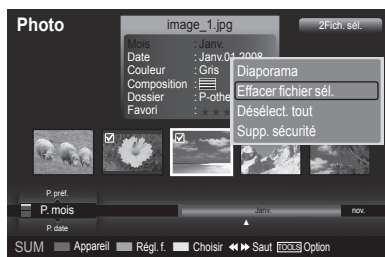 Photo
image_1.jpg
2Fich. sél.
Mois : Janv.
Date : Janv.01.2008
Couleur : Gris
Composition :
Dossier : P-othe
Favori :
Diaporama
Effacer fichier sél.
Désélect. tout
Supp. sécurité
P. préf.
P. mois
Janv.
nov.
P. date
SUM Appareil Régl. f. Choisir Saut TOOLS Option